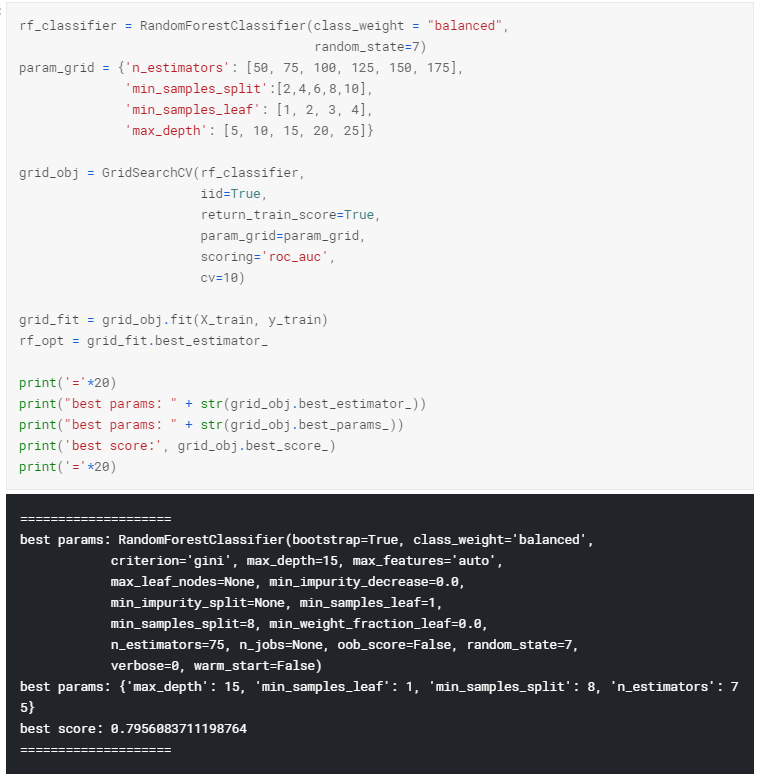 rf_classifier = RandomForestClassifier(class_weight = "balanced",
                                       random_state=7)
param_grid = {'n_estimators': [50, 75, 100, 125, 150, 175],
              'min_samples_split':[2,4,6,8,10],
              'min_samples_leaf': [1, 2, 3, 4],
              'max_depth': [5, 10, 15, 20, 25]}

grid_obj = GridSearchCV(rf_classifier,
                        iid=True,
                        return_train_score=True,
                        param_grid=param_grid,
                        scoring='roc_auc',
                        cv=10)

grid_fit = grid_obj.fit(X_train, y_train)
rf_opt = grid_fit.best_estimator_

print('='*20)
print("best params: " + str(grid_obj.best_estimator_))
print("best params: " + str(grid_obj.best_params_))
print('best score:', grid_obj.best_score_)
print('='*20)

====================
best params: RandomForestClassifier(bootstrap=True, class_weight='balanced',
            criterion='gini', max_depth=15, max_features='auto',
            max_leaf_nodes=None, min_impurity_decrease=0.0,
            min_impurity_split=None, min_samples_leaf=1,
            min_samples_split=8, min_weight_fraction_leaf=0.0,
            n_estimators=75, n_jobs=None, oob_score=False, random_state=7,
            verbose=0, warm_start=False)
best params: {'max_depth': 15, 'min_samples_leaf': 1, 'min_samples_split': 8, 'n_estimators': 7
5}
best score: 0.7956083711198764
====================